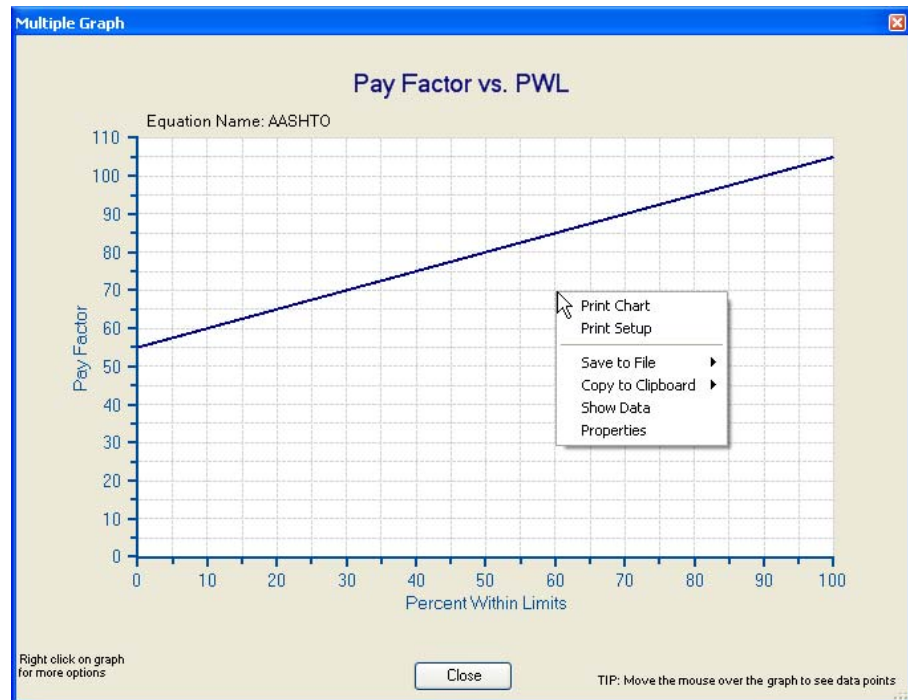 Multiple Graph
Pay Factor vs. PWL
Equation Name: AASHTO
110
100
90
80
70
60
50
40
30
20
10
0
Pay Factor
0 10 20 30 40 50 60 70 80 90 100
Percent Within Limits
Print Chart
Print Setup
Save to File
Copy to Clipboard
Show Data
Properties
Right click on graph
for more options
Close
TIP: Move the mouse over the graph to see data points